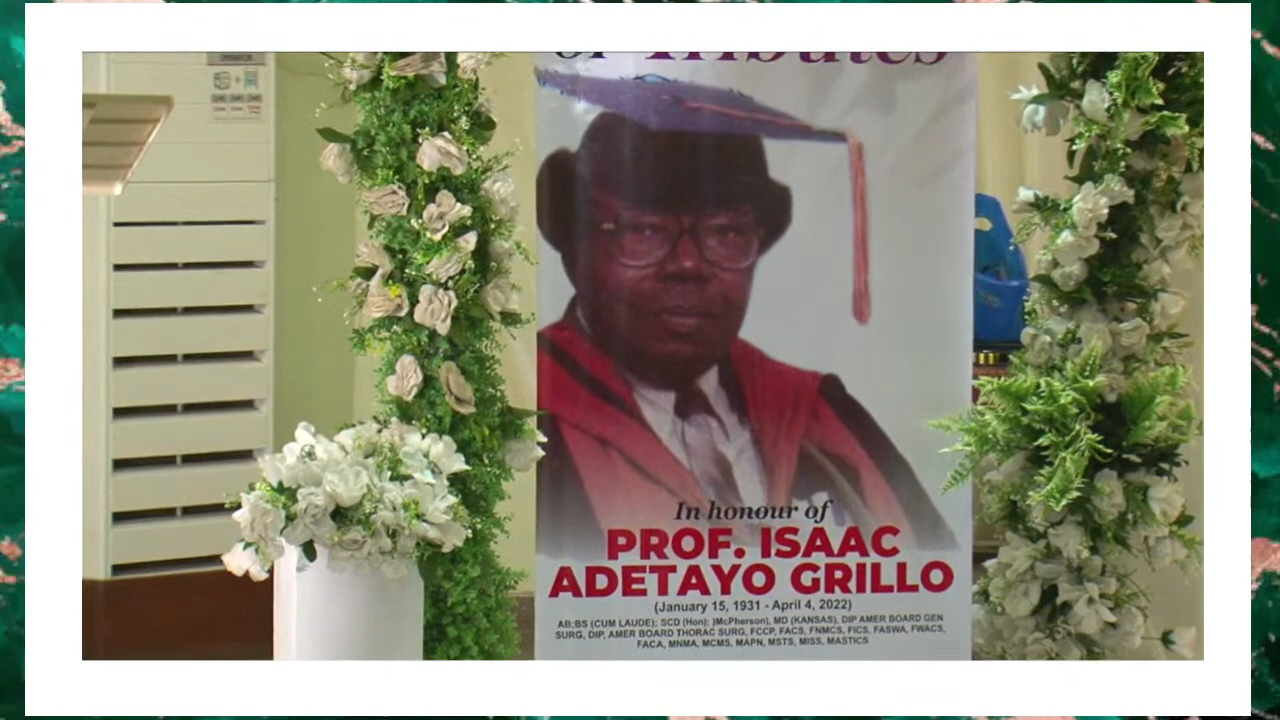 of Tributes
In honour of
PROF. ISAAC
ADETAYO GRILLO
(January 15, 1931 - April 4, 2022)
AB;BS (CUM LAUDE); SCD (Hon); )McPherson), MD (KANSAS), DIP AMER BOARD GEN
SURG, DIP, AMER BOARD THORAC SURG, FCCP, FACS, FNMCS, FICS, FASWA, FWACS,
FACA, MNMA, MCMS, MAPN, MSTS, MISS, MASTICS